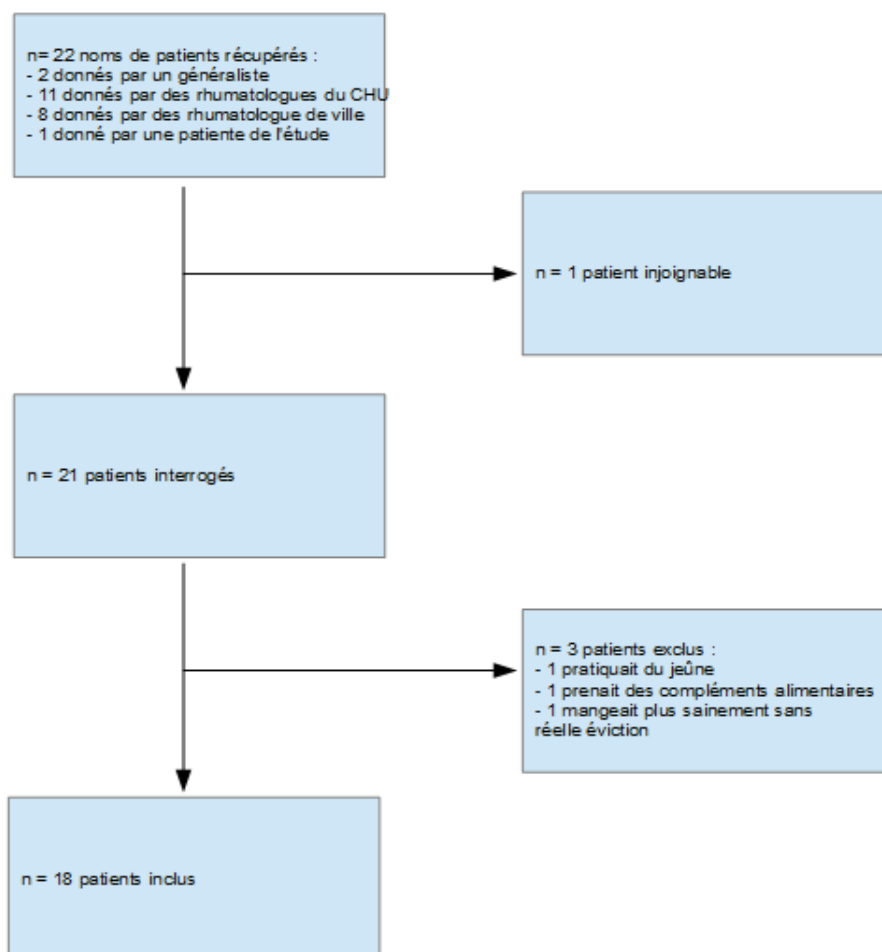 n= 22 noms de patients récupérés :
- 2 donnés par un généraliste
- 11 donnés par des rhumatologues du CHU
- 8 donnés par des rhumatologue de ville
- 1 donné par une patiente de l'étude
n = 1 patient injoignable
n = 21 patients interrogés
n = 3 patients exclus :
- 1 pratiquait du jeûne
- 1 prenait des compléments alimentaires
- 1 mangeait plus sainement sans
réelle éviction
n = 18 patients inclus